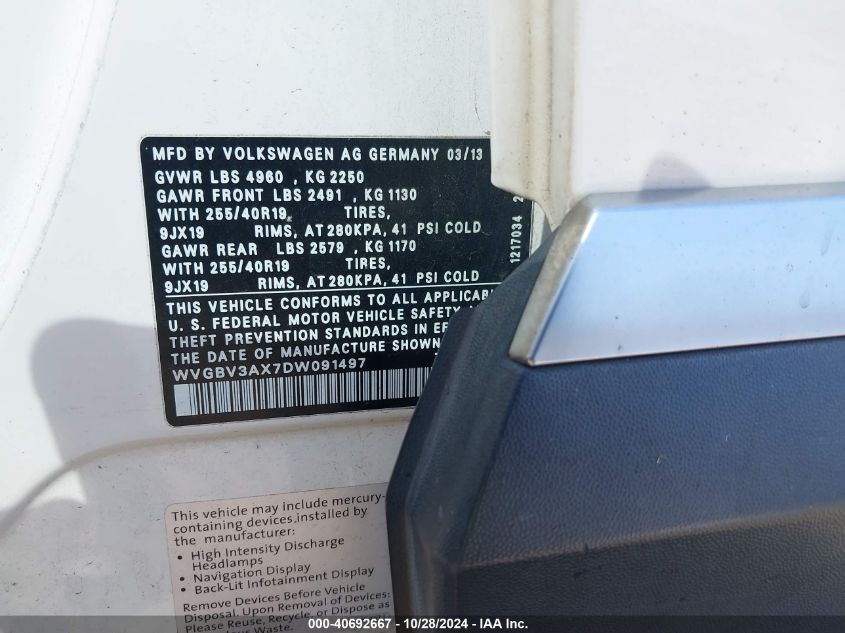 MFD BY VOLKSWAGEN AG GERMANY 03/13
GVWR LBS 4960 , KG 2250
GAWR FRONT LBS 2491 , KG 1130
WITH 255/40R19 TIRES,
9JX19 RIMS, AT 280KPA, 41 PSI COLD
GAWR REAR LBS 2579 , KG 1170
WITH 255/40R19 TIRES,
9JX19 RIMS, AT 280KPA, 41 PSI COLD
THIS VEHICLE CONFORMS TO ALL
U. S. FEDERAL MOTOR VEHICLE SAFETY
THEFT PREVENTION STANDARDS IN
THE DATE OF MANUFACTURE SHOWN
WVGBV3AX7DW091497
1217034 2
This vehicle may include mercury-
containing devices,installed by
the manufacturer:
• High Intensity Discharge
Headlamps
• Navigation Display
• Back-Lit Infotainment Display
Remove Devices Before Vehicle
Disposal. Upon Removal of Devices:
Please Reuse, Recycle, or Dispose as
Waste.
000-40692667 - 10/28/2024 - IAA Inc.